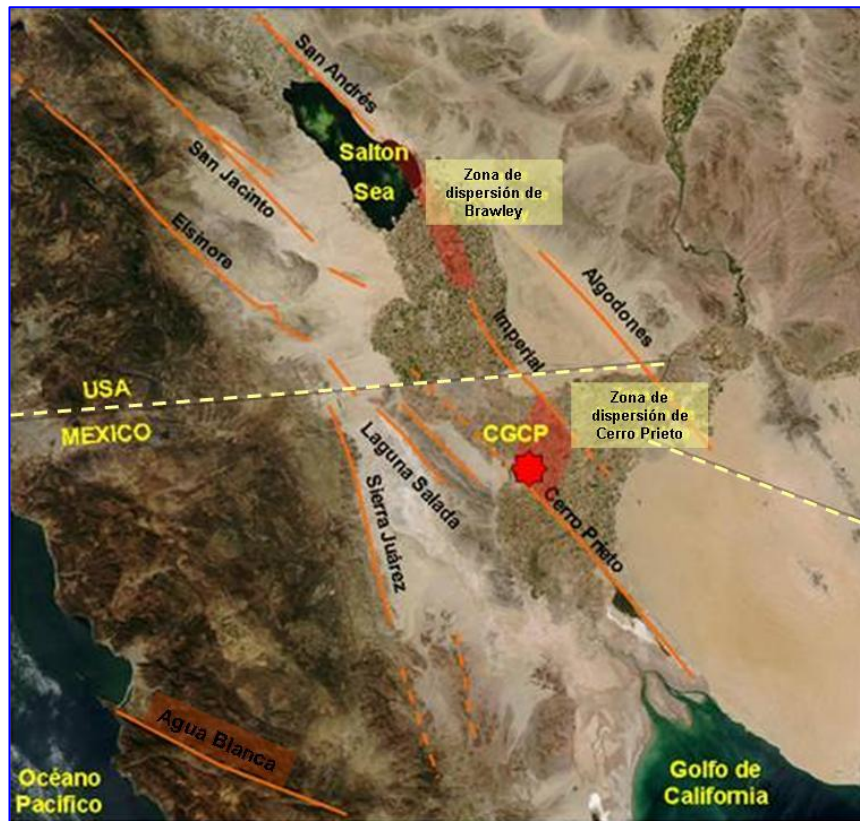 San Andrés
Salton
Sea
Zona de
dispersión de
Brawley
San Jacinto
Elsinore
Algodones
Imperial
USA
MEXICO
Zona de
dispersión de
Cerro Prieto
CGCP
Laguna Salada
Cerro Prieto
Sierra Juárez
Agua Blanca
Océano
Pacifico
Golfo de
California